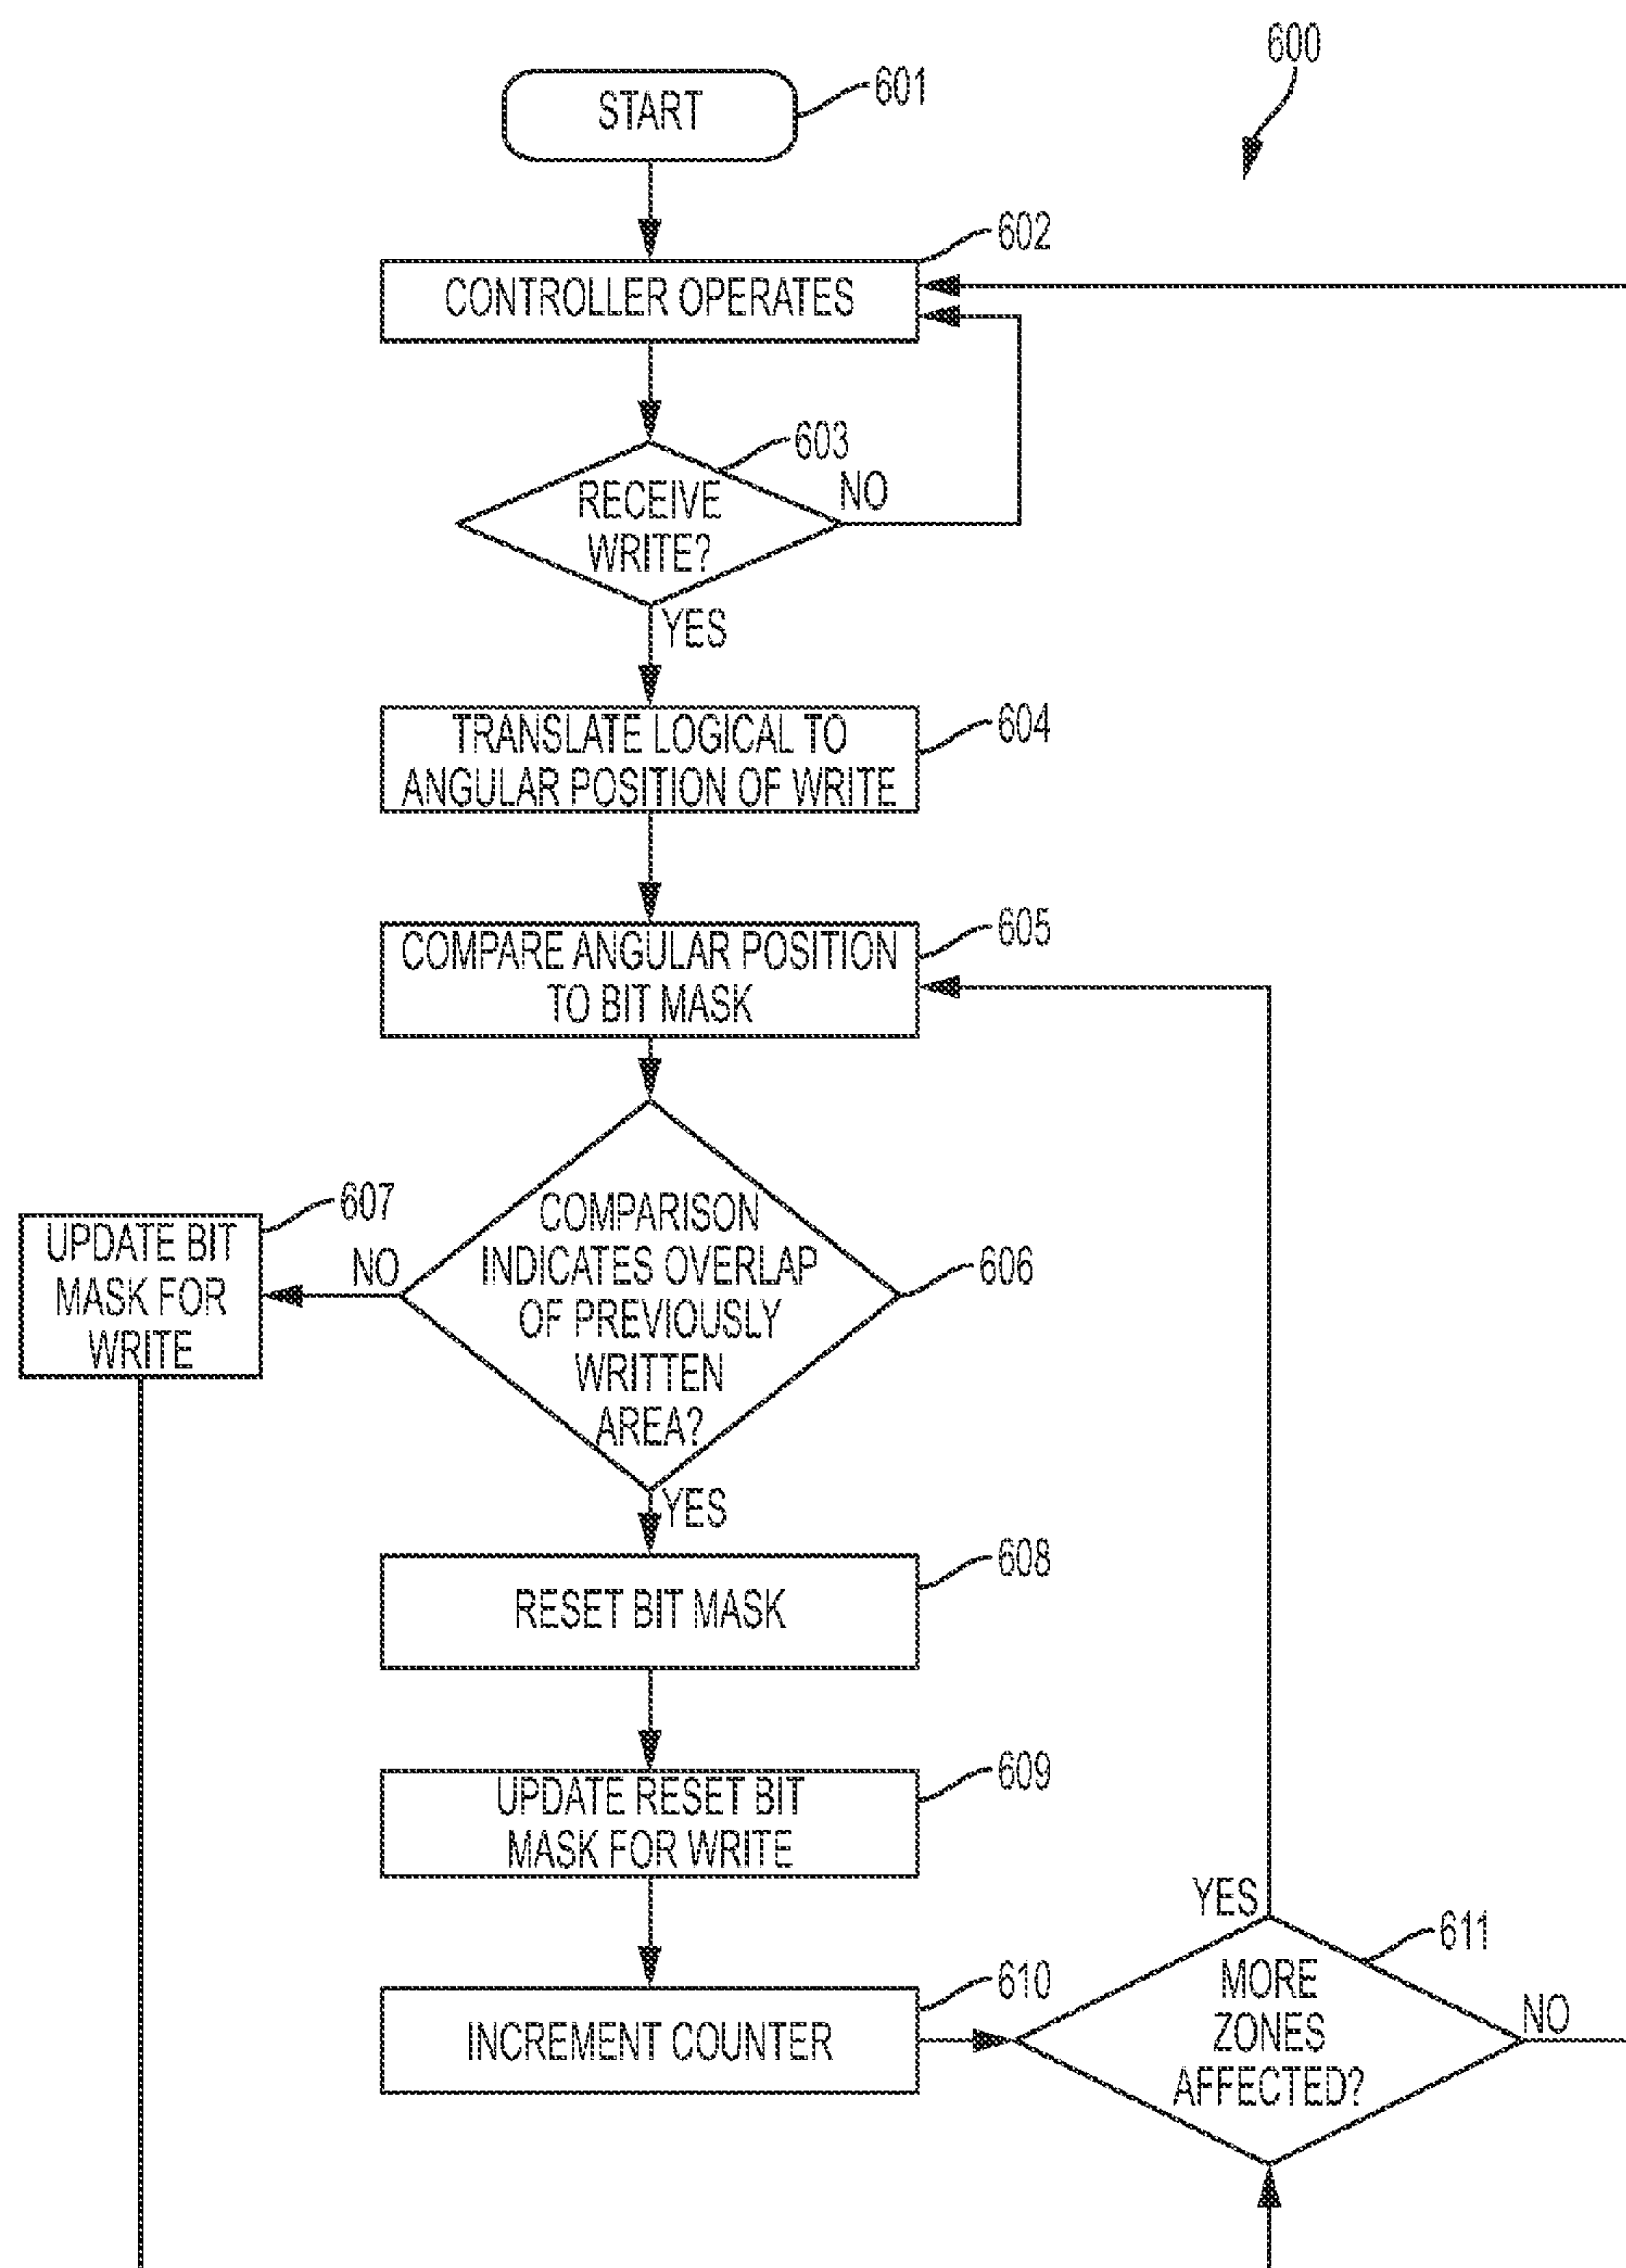 600
START
601
CONTROLLER OPERATES
602
RECEIVE
WRITE?
603
NO
YES
TRANSLATE LOGICAL TO
ANGULAR POSITION OF WRITE
604
COMPARE ANGULAR POSITION
TO BIT MASK
605
COMPARISON
INDICATES OVERLAP
OF PREVIOUSLY
WRITTEN
AREA?
606
NO
UPDATE BIT
MASK FOR
WRITE
607
YES
RESET BIT MASK
608
UPDATE RESET BIT
MASK FOR WRITE
609
INCREMENT COUNTER
610
MORE
ZONES
AFFECTED?
611
YES
NO